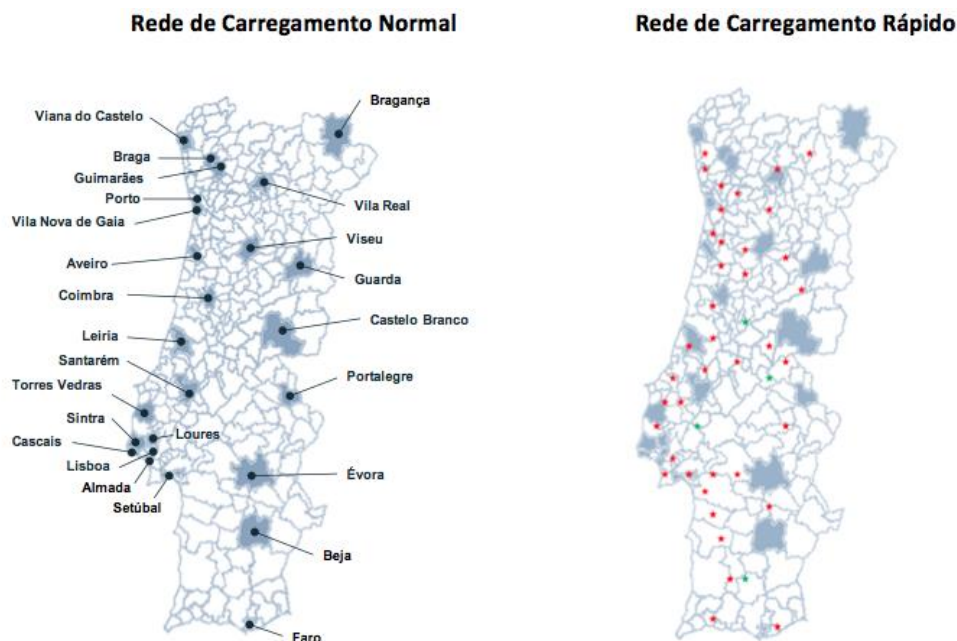 Rede de Carregamento Normal
Rede de Carregamento Rápido
Bragança
Viana do Castelo
Braga
Guimarães
Porto
Vila Real
Vila Nova de Gaia
Viseu
Aveiro
Guarda
Coimbra
Castelo Branco
Leiria
Santarém
Portalegre
Torres Vedras
Sintra
Loures
Cascais
Lisboa
Évora
Almada
Setúbal
Beja
Faro